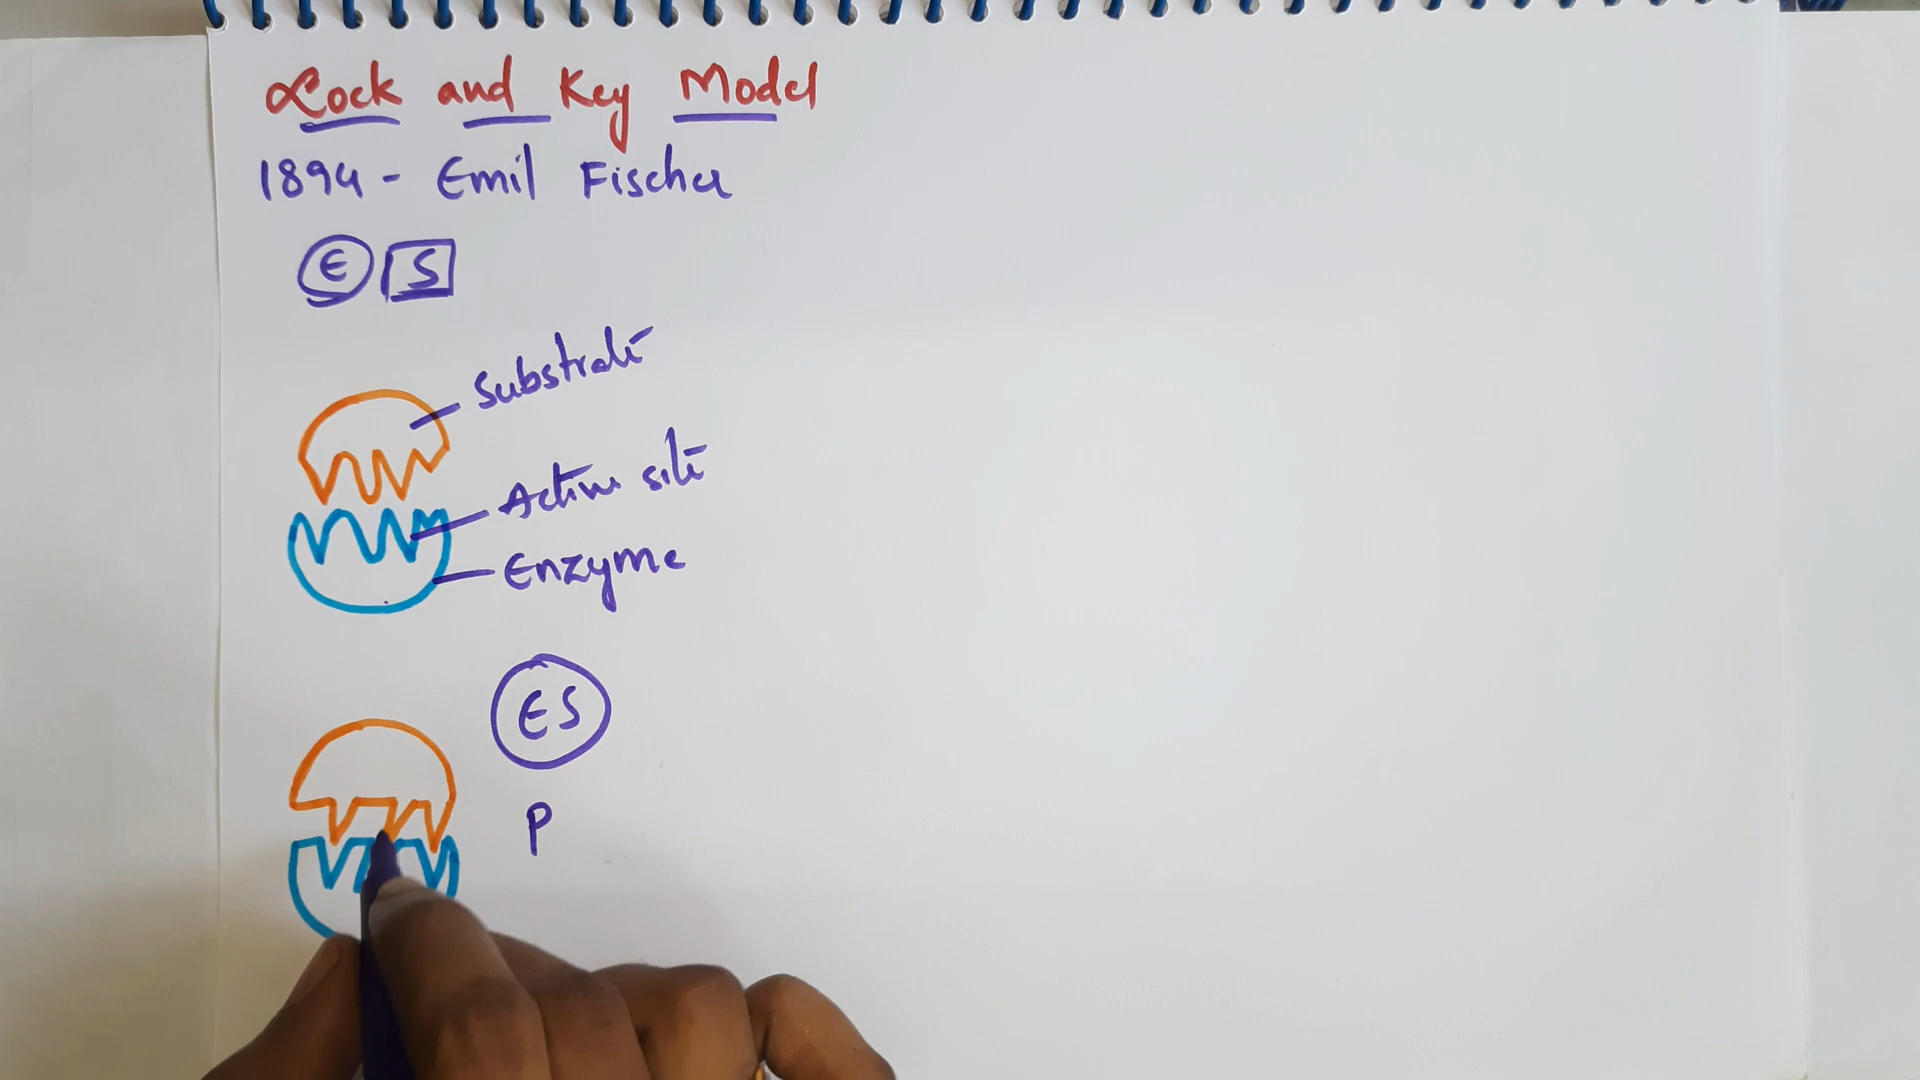 Lock and Key Model
1894 - Emil Fischer
E S
Substrate
Active site
Enzyme
ES
P